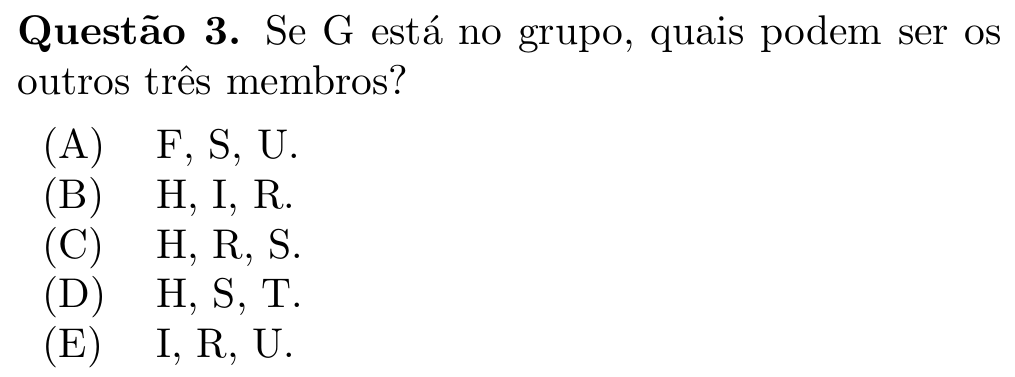 Questão 3. Se G está no grupo, quais podem ser os
outros três membros?
(A) F, S, U.
(B) H, I, R.
(C) H, R, S.
(D) H, S, T.
(E) I, R, U.